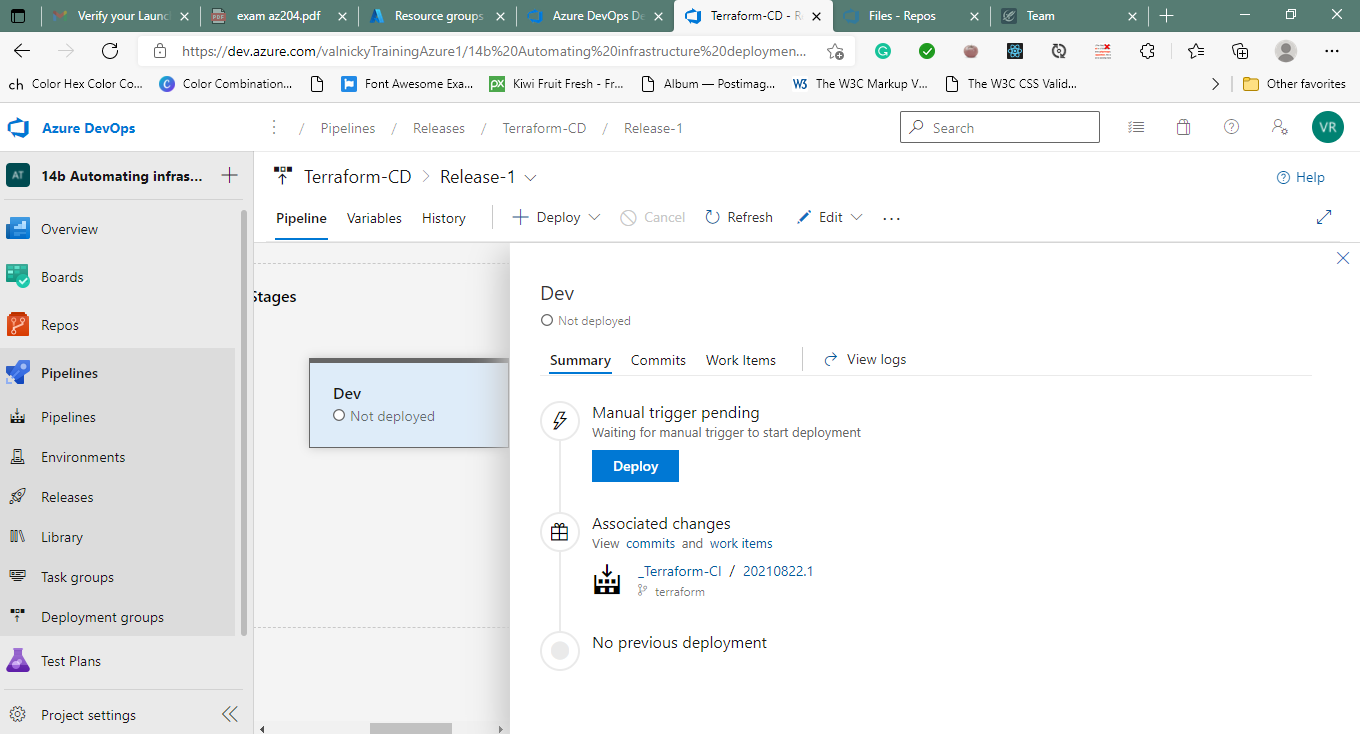 Verify your Launc
exam az204.pdf
Resource groups
Azure DevOps De
Terraform-CD - R
Files - Repos
Team
https://dev.azure.com/valnickyTrainingAzure1/14b%20Automating%20infrastructure%20deploymen...
ch Color Hex Color Co...
Color Combination...
Font Awesome Exa...
PX Kiwi Fruit Fresh - Fr...
Album — Postimag...
W3 The W3C Markup V...
The W3C CSS Valid...
Other favorites
Azure DevOps
/ Pipelines / Releases / Terraform-CD / Release-1
Search
VR
AT 14b Automating infras...
Terraform-CD > Release-1
Help
Pipeline Variables History
Deploy Cancel Refresh Edit ...
Overview
Boards
Repos
Pipelines
Pipelines
Environments
Releases
Library
Task groups
Deployment groups
Test Plans
Project settings
Stages
Dev
Not deployed
Dev
Not deployed
Summary Commits Work Items View logs
Manual trigger pending
Waiting for manual trigger to start deployment
Deploy
Associated changes
View commits and work items
_Terraform-CI / 20210822.1
terraform
No previous deployment